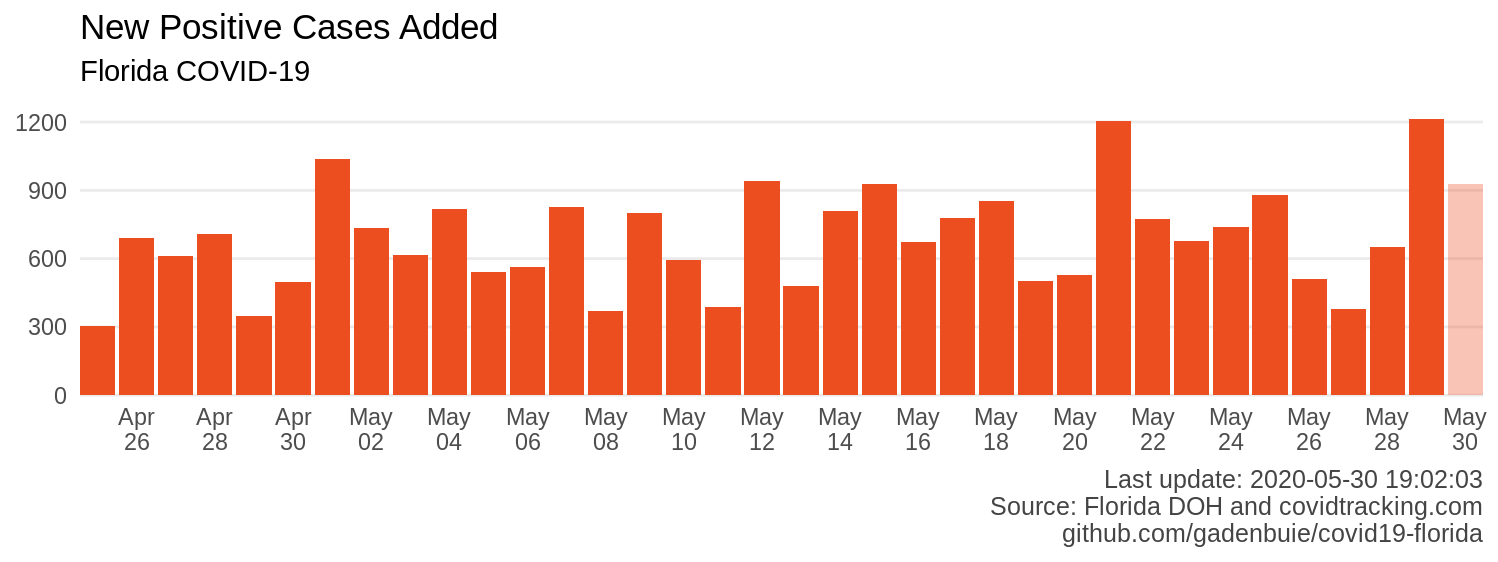 New Positive Cases Added
Florida COVID-19
1200
900
600
300
0
Apr Apr Apr May May May May May May May May May May May May May May May
26 28 30 02 04 06 08 10 12 14 16 18 20 22 24 26 28 30
Last update: 2020-05-30 19:02:03
Source: Florida DOH and covidtracking.com
github.com/gadenbuie/covid19-florida